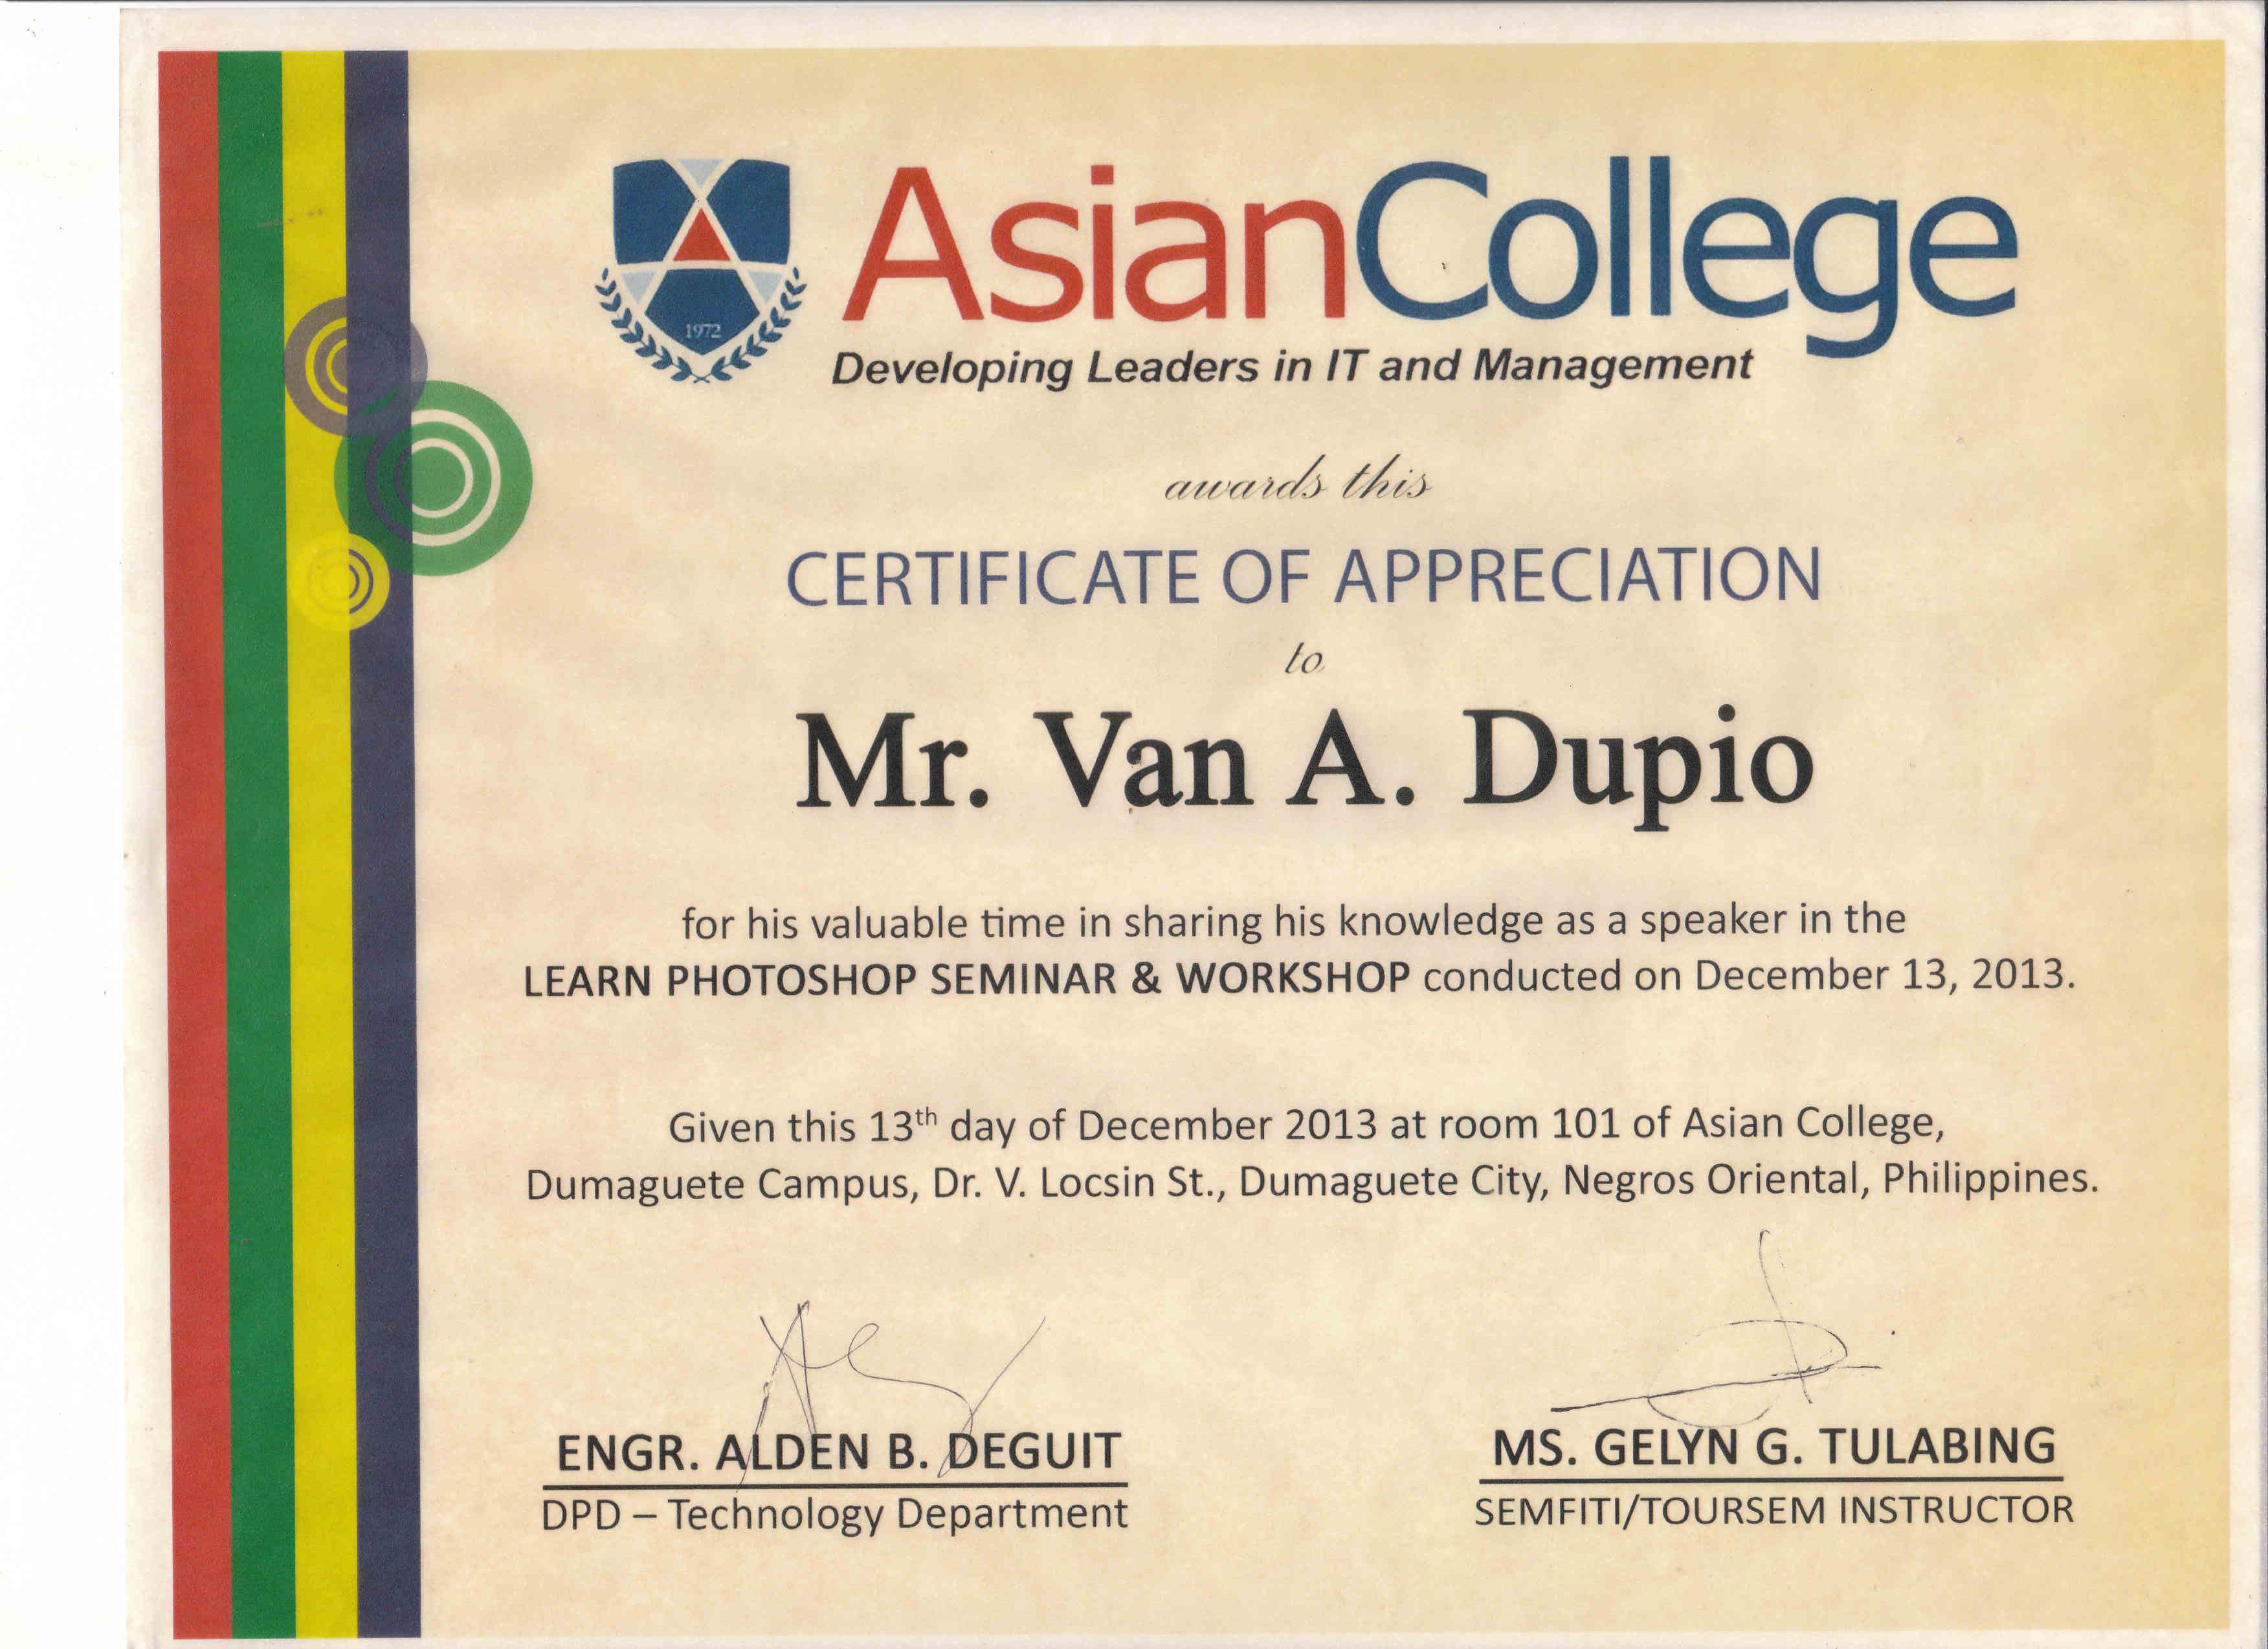 1972
AsianCollege
Developing Leaders in IT and Management
awards this
CERTIFICATE OF APPRECIATION
to
Mr. Van A. Dupio
for his valuable time in sharing his knowledge as a speaker in the
LEARN PHOTOSHOP SEMINAR & WORKSHOP conducted on December 13, 2013.
Given this 13th day of December 2013 at room 101 of Asian College,
Dumaguete Campus, Dr. V. Locsin St., Dumaguete City, Negros Oriental, Philippines.
ENGR. ALDEN B. DEGUIT
DPD – Technology Department
MS. GELYN G. TULABING
SEMFITI/TOURSEM INSTRUCTOR